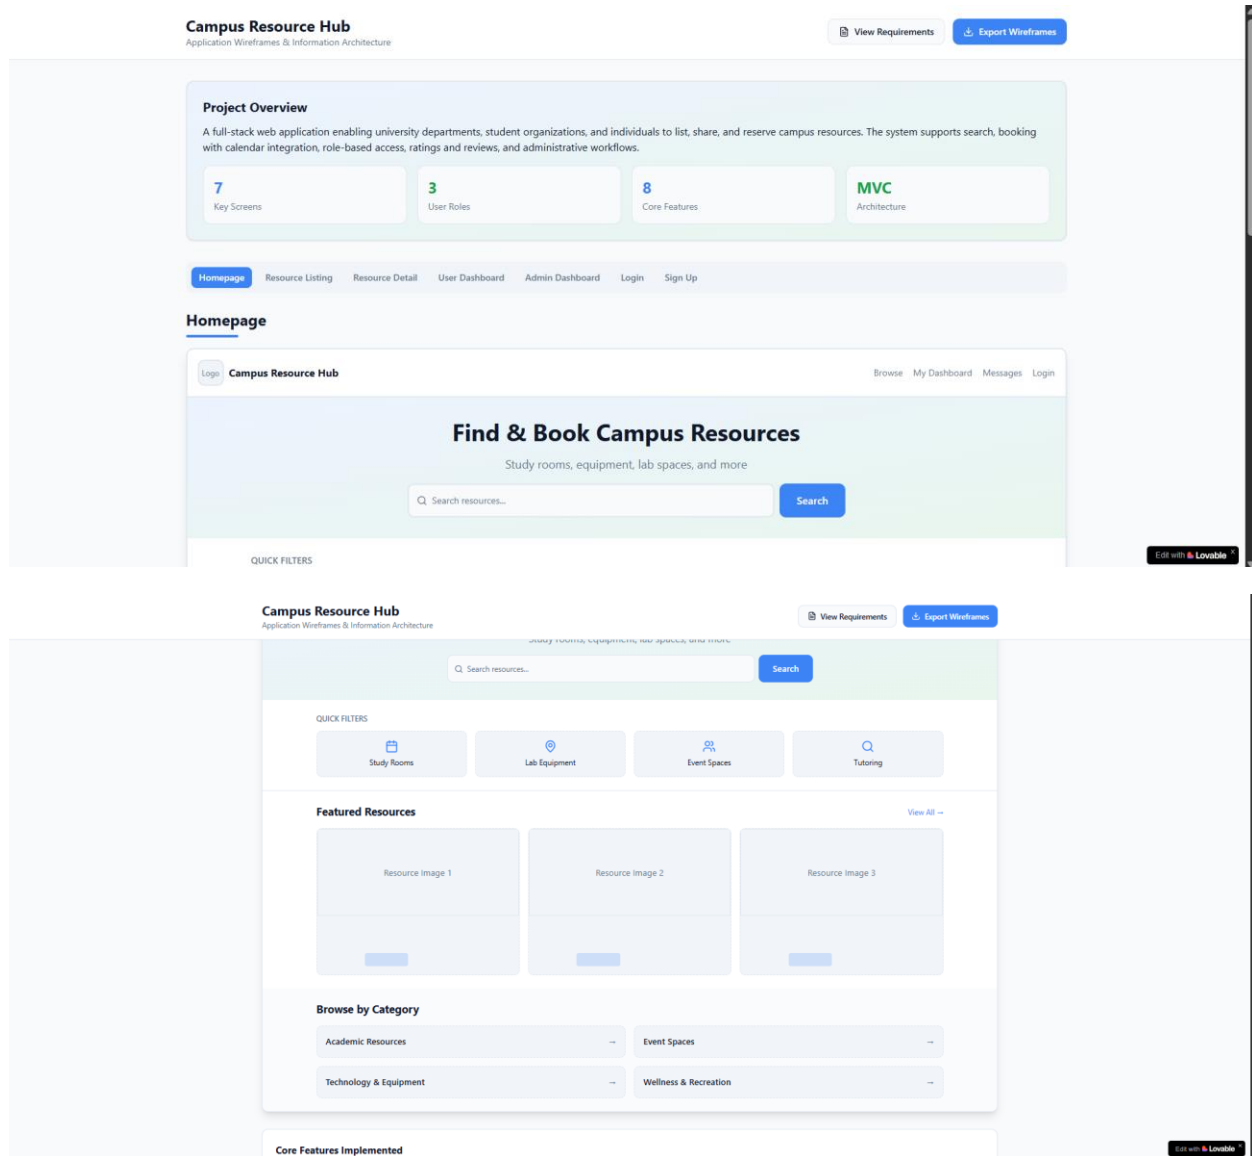 Campus Resource Hub
Application Wireframes & Information Architecture
View Requirements
Export Wireframes
Project Overview
A full-stack web application enabling university departments, student organizations, and individuals to list, share, and reserve campus resources. The system supports search, booking
with calendar integration, role-based access, ratings and reviews, and administrative workflows.
7
Key Screens
3
User Roles
8
Core Features
MVC
Architecture
Homepage Resource Listing Resource Detail User Dashboard Admin Dashboard Login Sign Up
Homepage
Logo Campus Resource Hub
Browse My Dashboard Messages Login
Find & Book Campus Resources
Study rooms, equipment, lab spaces, and more
Search resources...
Search
QUICK FILTERS
Edit with Lovable ×
Campus Resource Hub
Application Wireframes & Information Architecture
View Requirements
Export Wireframes
Study rooms, equipment, lab spaces, and more
Search resources...
Search
QUICK FILTERS
Study Rooms
Lab Equipment
Event Spaces
Tutoring
Featured Resources
View All →
Resource Image 1
Resource Image 2
Resource Image 3
Browse by Category
Academic Resources →
Event Spaces →
Technology & Equipment →
Wellness & Recreation →
Core Features Implemented
Edit with Lovable ×